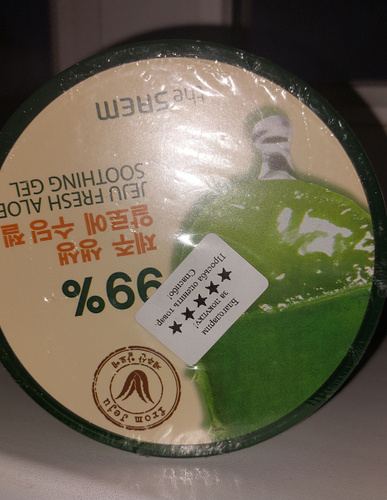 the SAEM
JEJU FRESH ALOE
SOOTHING GEL
제주 생생
알로에 수딩 젤
99%
Благодарим
за покупку!
★★★★★
Просьба оценить товар.
Спасибо!
from Jeju